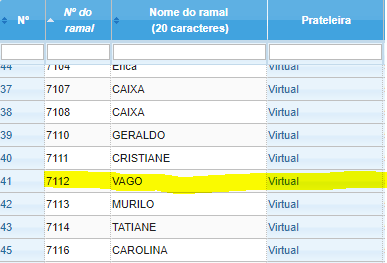 Nº Nº do ramal Nome do ramal (20 caracteres) Prateleira
44 7104 Erica Virtual
37 7107 CAIXA Virtual
38 7108 CAIXA Virtual
39 7110 GERALDO Virtual
40 7111 CRISTIANE Virtual
41 7112 VAGO Virtual
42 7113 MURILO Virtual
43 7114 TATIANE Virtual
45 7116 CAROLINA Virtual